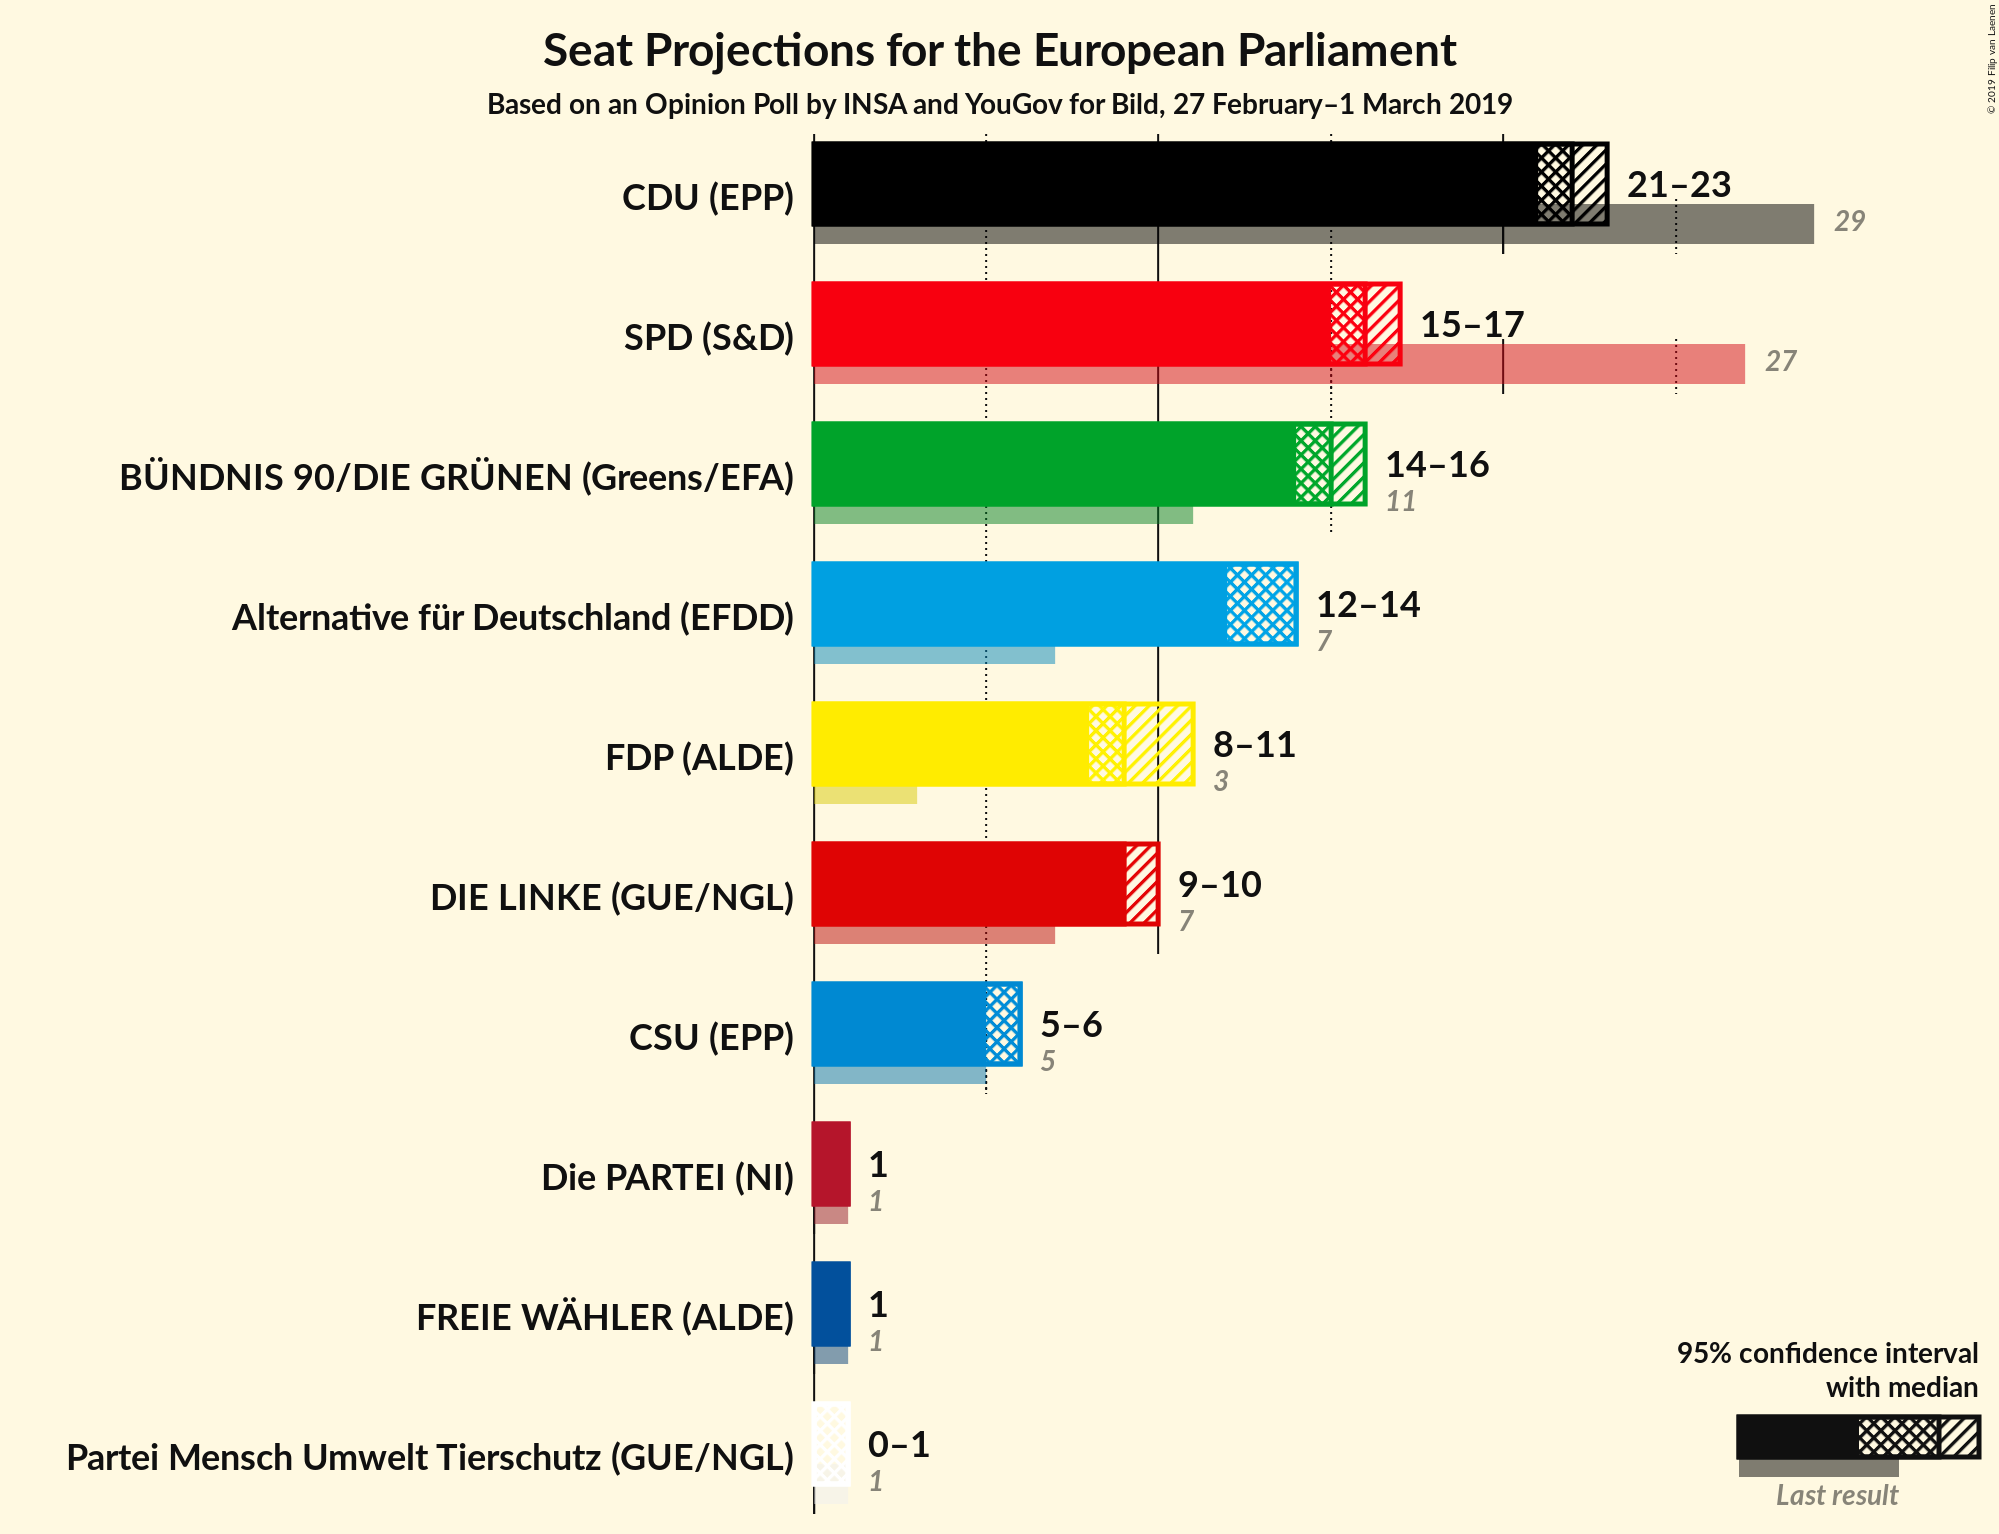 Seat Projections for the European Parliament
Based on an Opinion Poll by INSA and YouGov for Bild, 27 February–1 March 2019
© 2019 Filip van Laenen
CDU (EPP)
21–23
29
SPD (S&D)
15–17
27
BÜNDNIS 90/DIE GRÜNEN (Greens/EFA)
14–16
11
Alternative für Deutschland (EFDD)
12–14
7
FDP (ALDE)
8–11
3
DIE LINKE (GUE/NGL)
9–10
7
CSU (EPP)
5–6
5
Die PARTEI (NI)
1
1
FREIE WÄHLER (ALDE)
1
1
Partei Mensch Umwelt Tierschutz (GUE/NGL)
0–1
1
95% confidence interval
with median
Last result